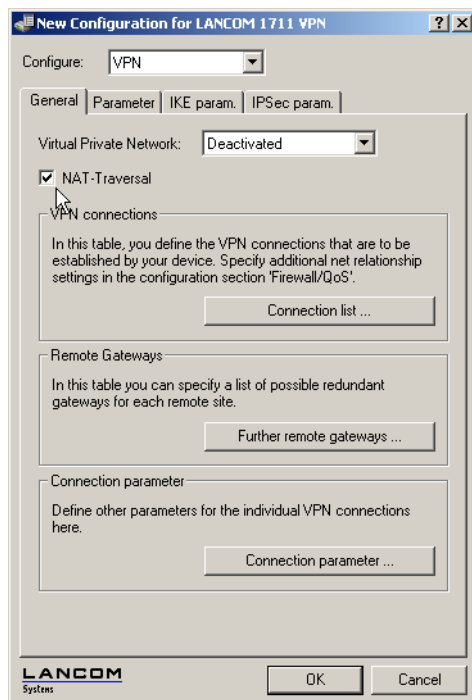 New Configuration for LANCOM 1711 VPN
Configure: VPN
General Parameter IKE param. IPSec param.
Virtual Private Network: Deactivated
NAT-Traversal
VPN connections
In this table, you define the VPN connections that are to be
established by your device. Specify additional net relationship
settings in the configuration section 'Firewall/QoS'.
Connection list ...
Remote Gateways
In this table you can specify a list of possible redundant
gateways for each remote site.
Further remote gateways ...
Connection parameter
Define other parameters for the individual VPN connections
here.
Connection parameter ...
LANCOM
Systems
OK Cancel